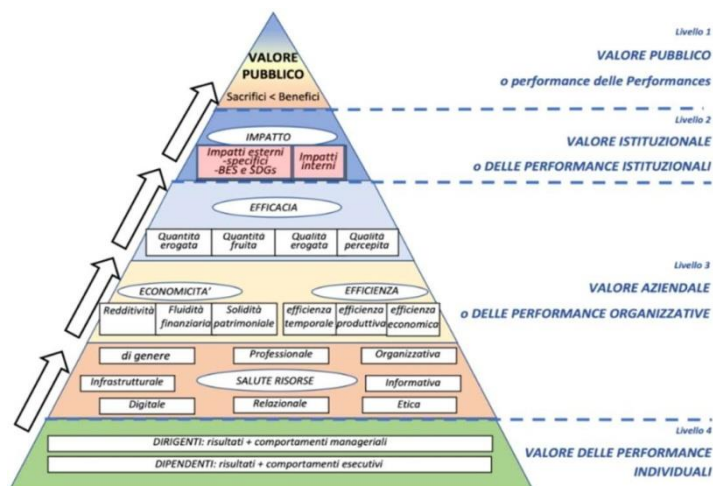 Livello 1
VALORE PUBBLICO
o performance delle Performances
VALORE
PUBBLICO
Sacrifici < Benefici
Livello 2
VALORE ISTITUZIONALE
o DELLE PERFORMANCE ISTITUZIONALI
IMPATTO
Impatti esterni
-specifici
-BES e SDGs
Impatti
interni
EFFICACIA
Quantità
erogata
Quantità
fruita
Qualità
erogata
Qualità
percepita
Livello 3
VALORE AZIENDALE
o DELLE PERFORMANCE ORGANIZZATIVE
ECONOMICITA'
EFFICIENZA
Redditività
Fluidità
finanziaria
Solidità
patrimoniale
efficienza
temporale
efficienza
produttiva
efficienza
economica
di genere
Professionale
Organizzativa
Infrastrutturale
SALUTE RISORSE
Informativa
Digitale
Relazionale
Etica
Livello 4
VALORE DELLE PERFORMANCE
INDIVIDUALI
DIRIGENTI: risultati + comportamenti manageriali
DIPENDENTI: risultati + comportamenti esecutivi